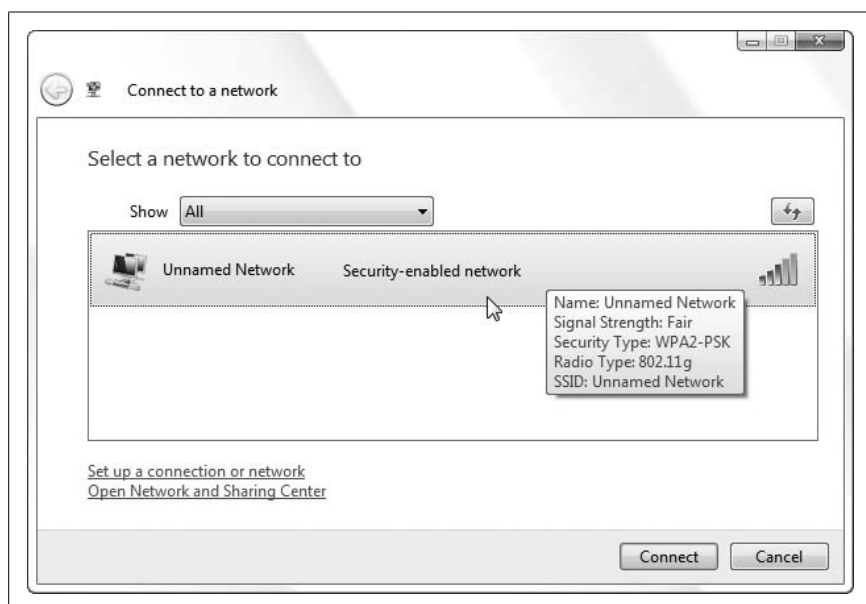 Connect to a network
Select a network to connect to
Show All
Unnamed Network Security-enabled network
Name: Unnamed Network
Signal Strength: Fair
Security Type: WPA2-PSK
Radio Type: 802.11g
SSID: Unnamed Network
Set up a connection or network
Open Network and Sharing Center
Connect Cancel